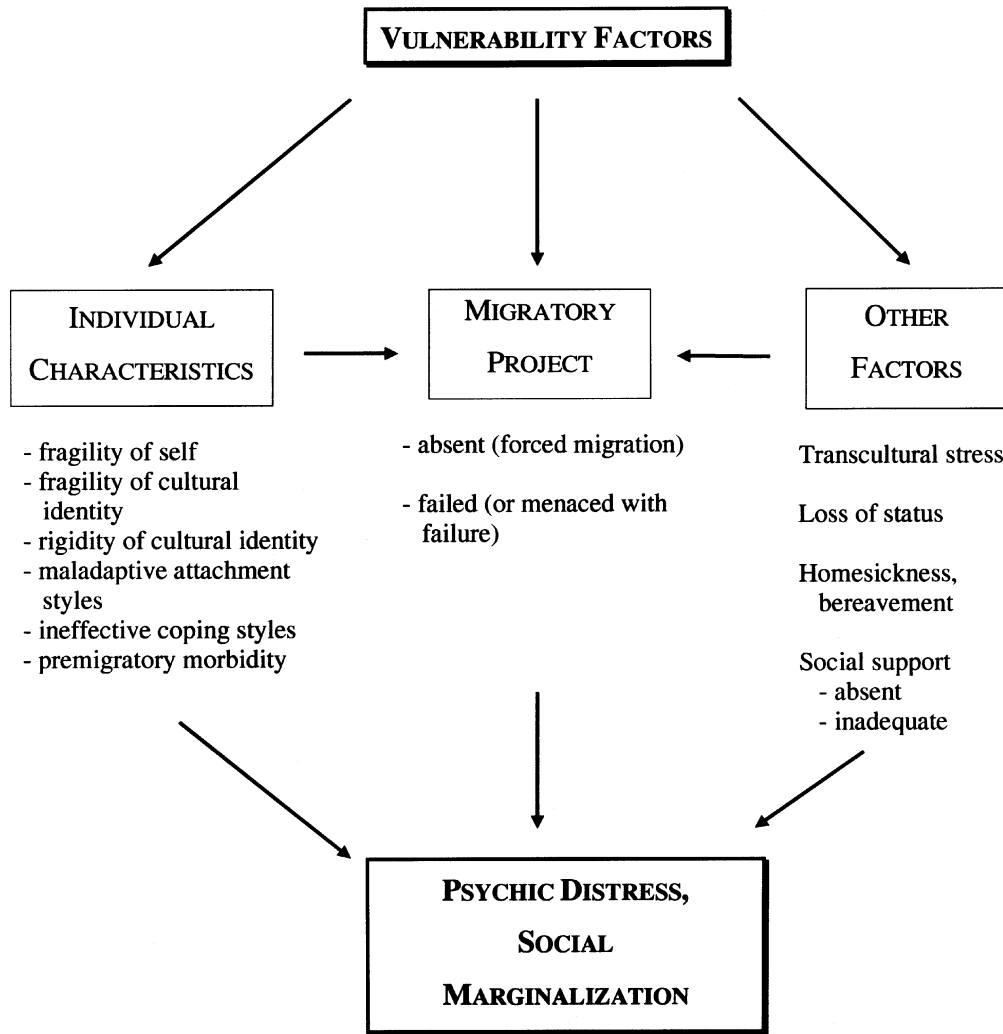 VULNERABILITY FACTORS
INDIVIDUAL
CHARACTERISTICS
- fragility of self
- fragility of cultural
identity
- rigidity of cultural identity
- maladaptive attachment
styles
- ineffective coping styles
- premigratory morbidity
MIGRATORY
PROJECT
- absent (forced migration)
- failed (or menaced with
failure)
OTHER
FACTORS
Transcultural stress
Loss of status
Homesickness,
bereavement
Social support
- absent
- inadequate
PSYCHIC DISTRESS,
SOCIAL
MARGINALIZATION